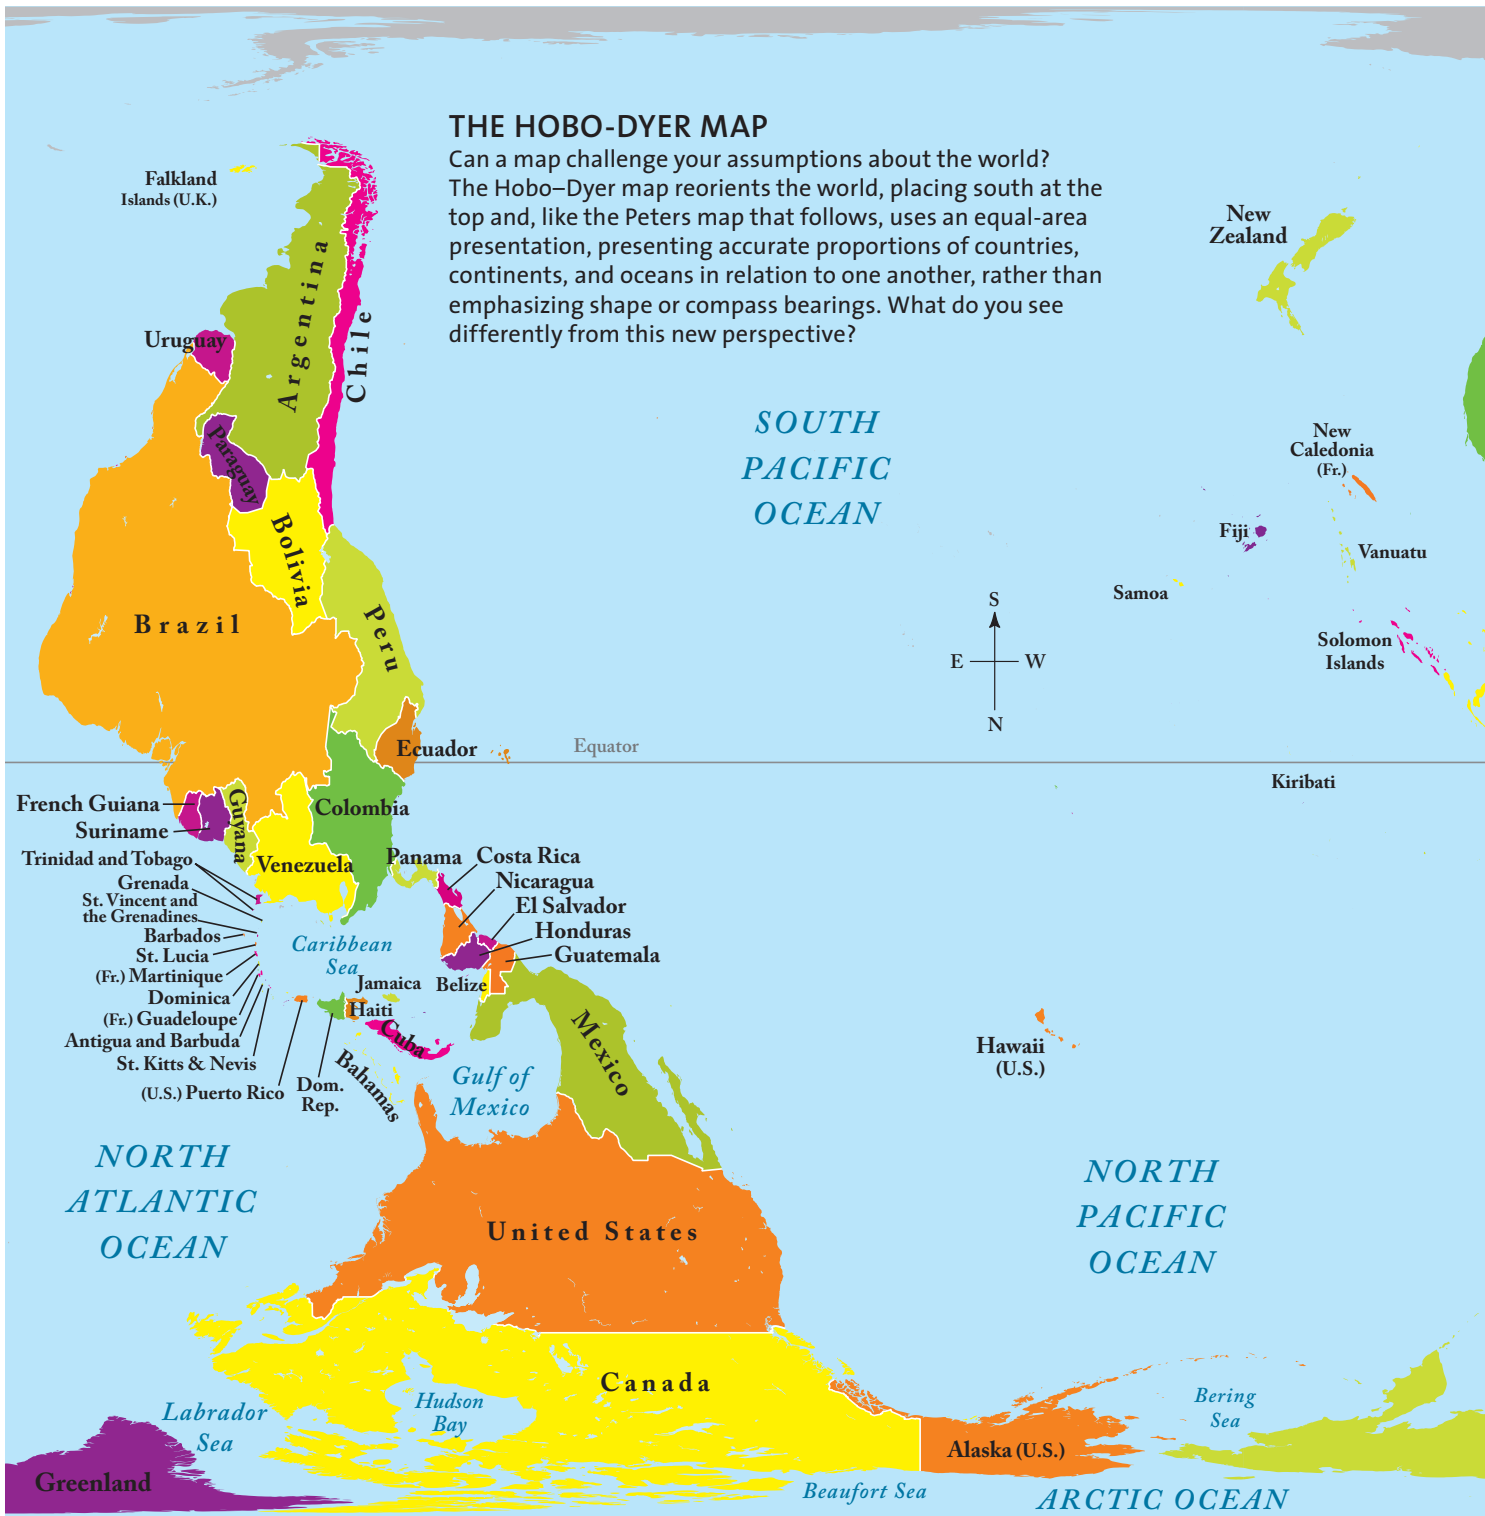 THE HOBO-DYER MAP
Can a map challenge your assumptions about the world?
The Hobo–Dyer map reorients the world, placing south at the
top and, like the Peters map that follows, uses an equal-area
presentation, presenting accurate proportions of countries,
continents, and oceans in relation to one another, rather than
emphasizing shape or compass bearings. What do you see
differently from this new perspective?
Falkland
Islands (U.K.)
New
Zealand
Argentina
Chile
Uruguay
Paraguay
SOUTH
PACIFIC
OCEAN
New
Caledonia
(Fr.)
Bolivia
Fiji
Vanuatu
Samoa
Brazil
Peru
S
E
W
N
Solomon
Islands
Ecuador
Equator
Kiribati
French Guiana
Suriname
Guyana
Colombia
Venezuela
Panama
Costa Rica
Nicaragua
El Salvador
Honduras
Guatemala
Trinidad and Tobago
Grenada
St. Vincent and
the Grenadines
Barbados
St. Lucia
(Fr.) Martinique
Dominica
(Fr.) Guadeloupe
Antigua and Barbuda
St. Kitts & Nevis
(U.S.) Puerto Rico
Dom.
Rep.
Caribbean
Sea
Jamaica
Haiti
Belize
Cuba
Bahamas
Gulf of
Mexico
Mexico
Hawaii
(U.S.)
NORTH
ATLANTIC
OCEAN
NORTH
PACIFIC
OCEAN
United States
Canada
Hudson
Bay
Labrador
Sea
Greenland
Bering
Sea
Alaska (U.S.)
Beaufort Sea
ARCTIC OCEAN